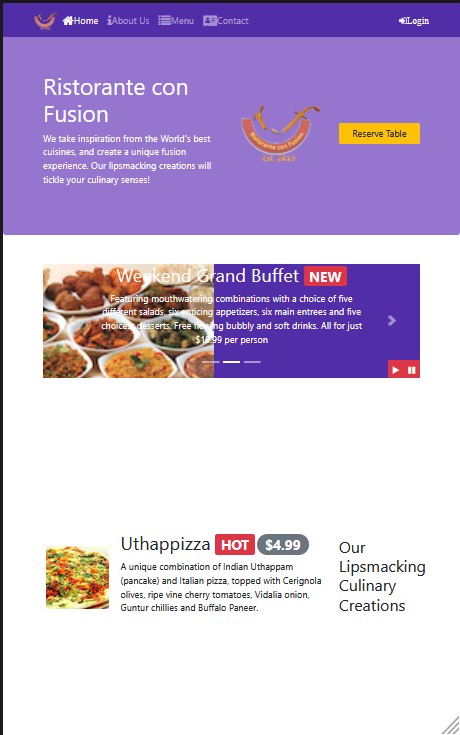 Home About Us Menu Contact Login
Ristorante con
Fusion
We take inspiration from the World's best
cuisines, and create a unique fusion
experience. Our lipsmacking creations will
tickle your culinary senses!
Ristorante con Fusion
Est. 1627
Reserve Table
Weekend Grand Buffet NEW
Featuring mouthwatering combinations with a choice of five
different salads, six enticing appetizers, six main entrees and five
choicest desserts. Free flowing bubbly and soft drinks. All for just
per person
Uthappizza HOT $4.99
A unique combination of Indian Uthappam
(pancake) and Italian pizza, topped with Cerignola
olives, ripe vine cherry tomatoes, Vidalia onion,
Guntur chillies and Buffalo Paneer.
Our
Lipsmacking
Culinary
Creations